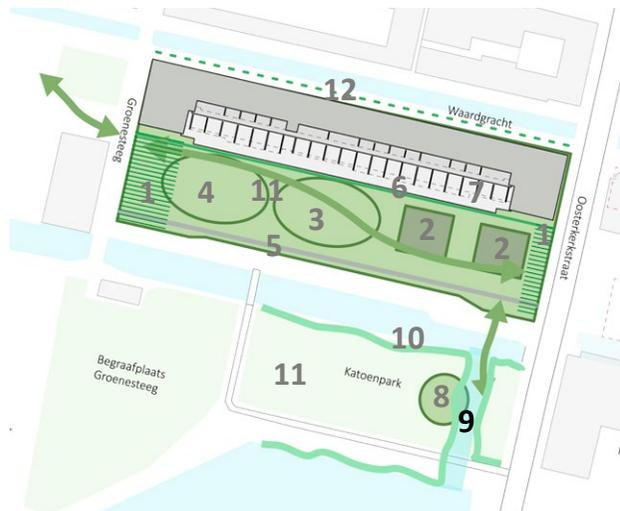 12
Waardgracht
Groenesteeg
1
4
11
3
6
7
2
2
1
5
Oosterkerkstraat
10
Begraafplaats
Groenesteeg
11
Katoenpark
8
9